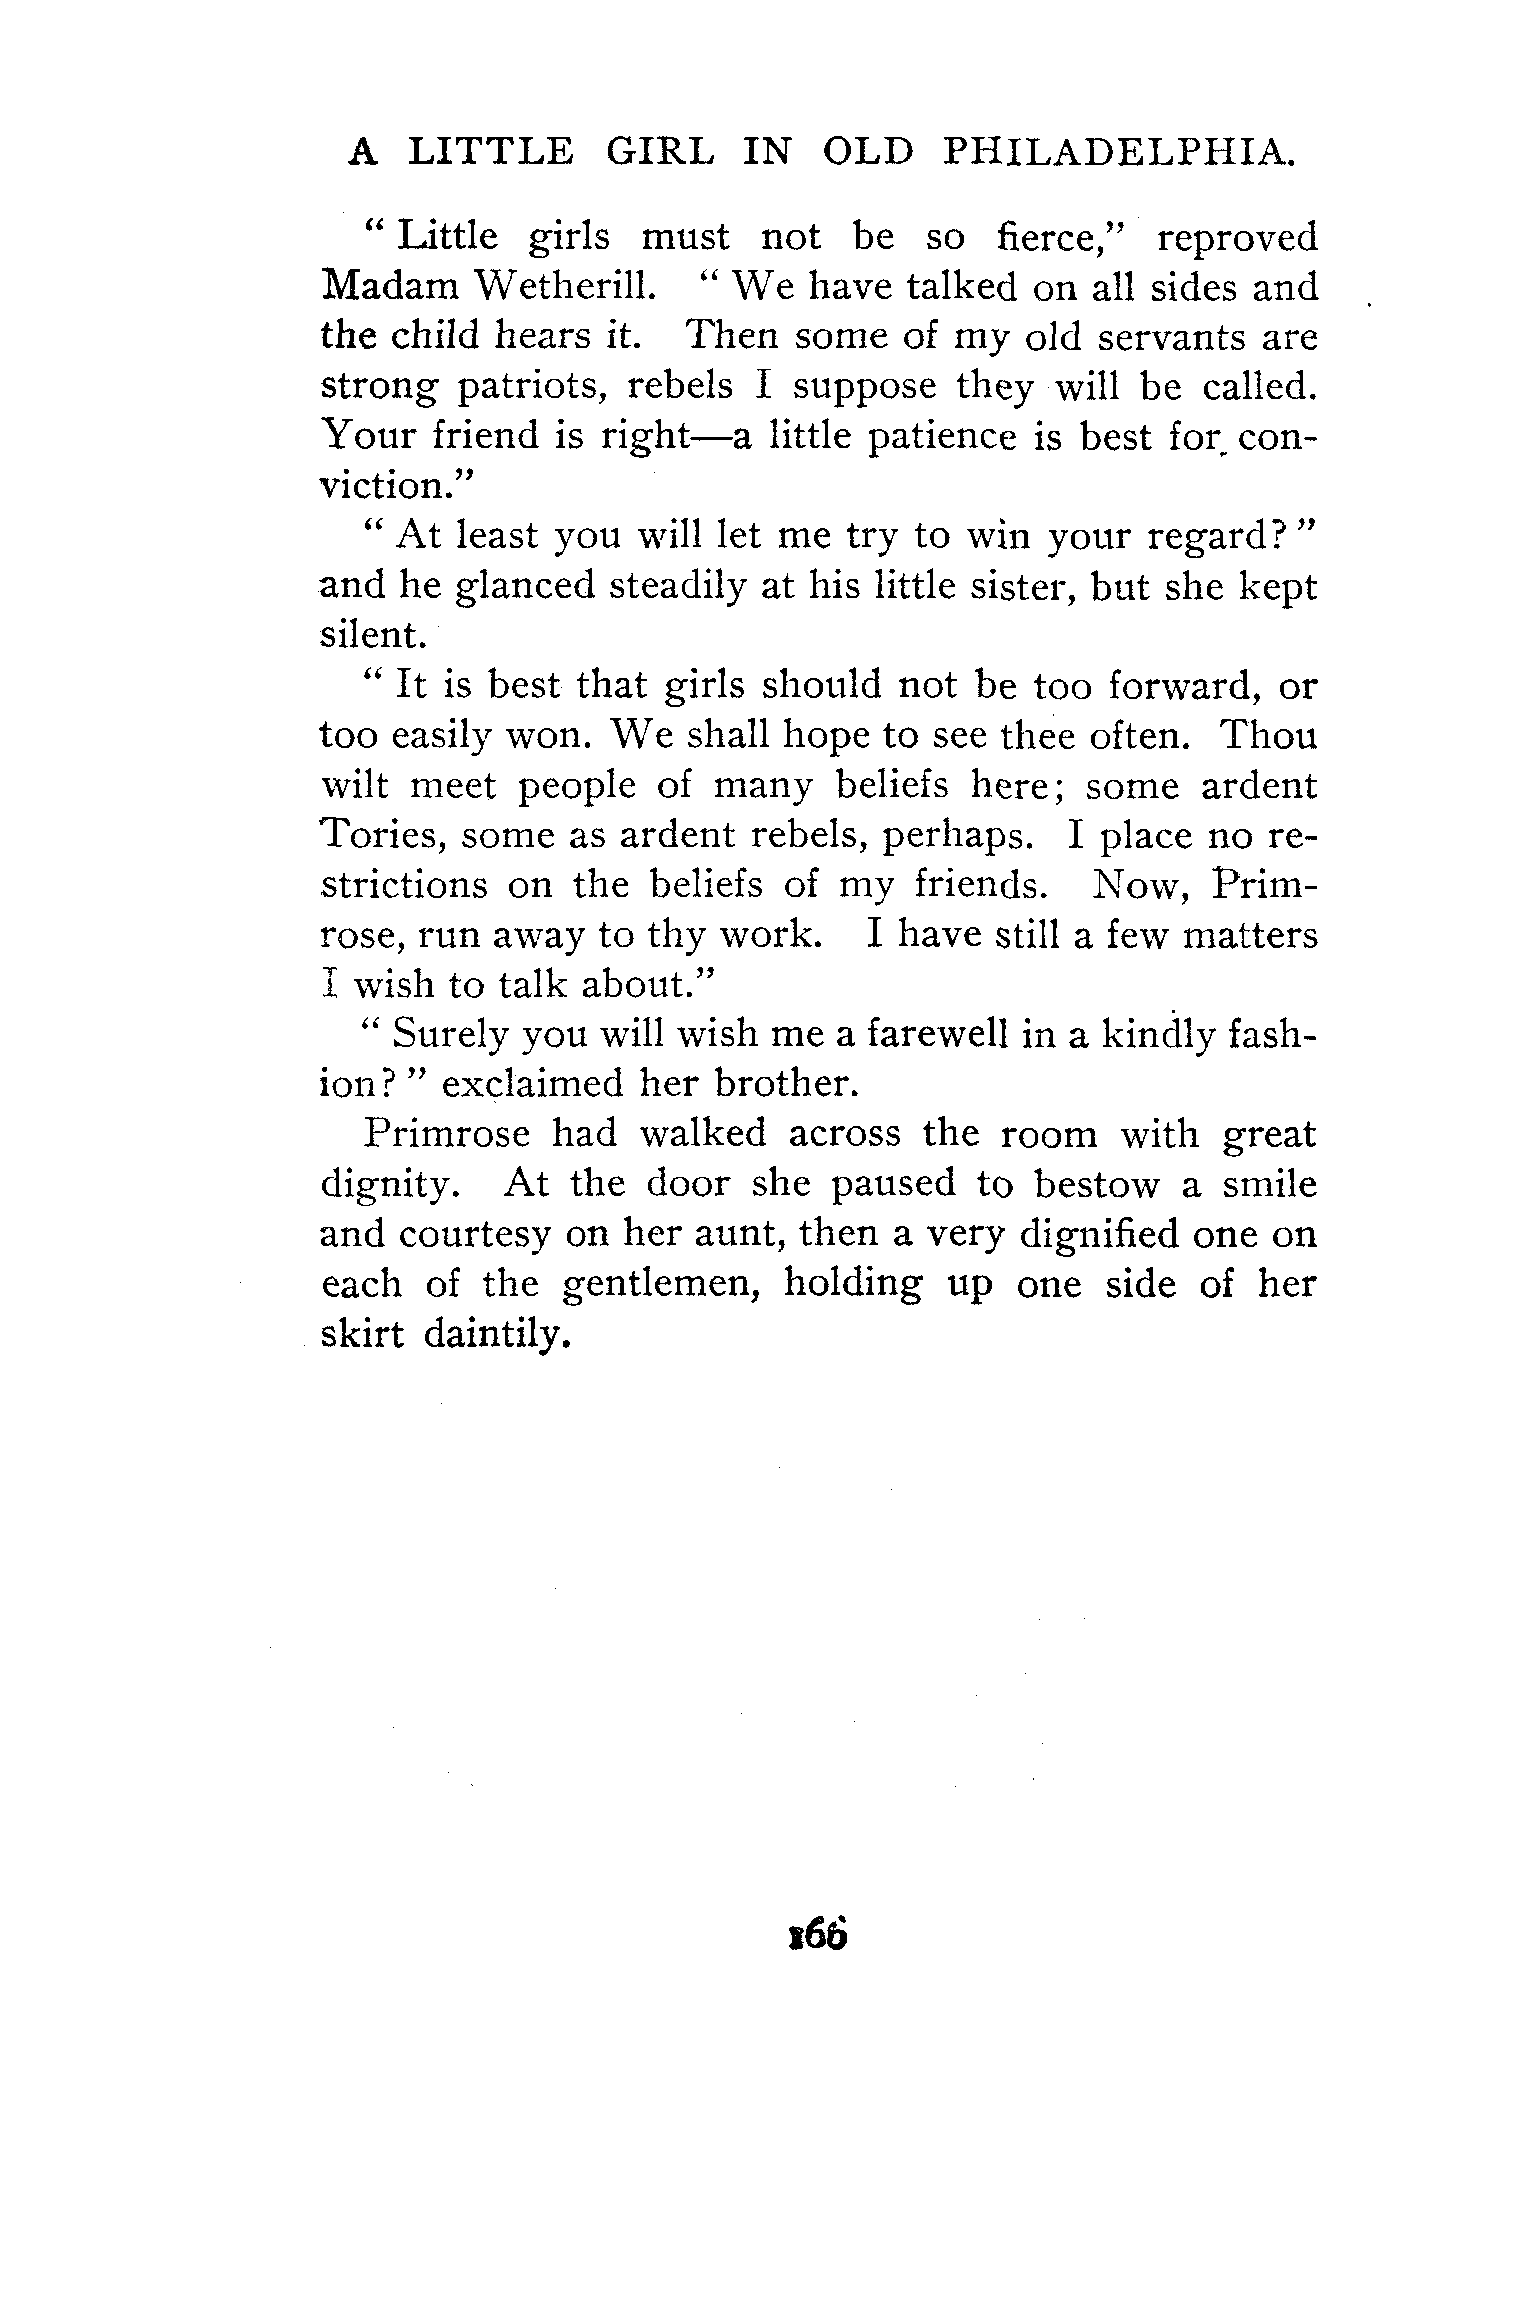 A LITTLE GIRL IN OLD PHILADELPHIA.
“ Little girls must not be so fierce,” reproved
Madam Wetherill. “ We have talked on all sides and
the child hears it. Then some of my old servants are
strong patriots, rebels I suppose they will be called.
Your friend is right—a little patience is best for con-
viction.”
“ At least you will let me try to win your regard? ”
and he glanced steadily at his little sister, but she kept
silent.
“ It is best that girls should not be too forward, or
too easily won. We shall hope to see thee often. Thou
wilt meet people of many beliefs here; some ardent
Tories, some as ardent rebels, perhaps. I place no re-
strictions on the beliefs of my friends. Now, Prim-
rose, run away to thy work. I have still a few matters
I wish to talk about.”
“ Surely you will wish me a farewell in a kindly fash-
ion? ” exclaimed her brother.
Primrose had walked across the room with great
dignity. At the door she paused to bestow a smile
and courtesy on her aunt, then a very dignified one on
each of the gentlemen, holding up one side of her
skirt daintily.
166